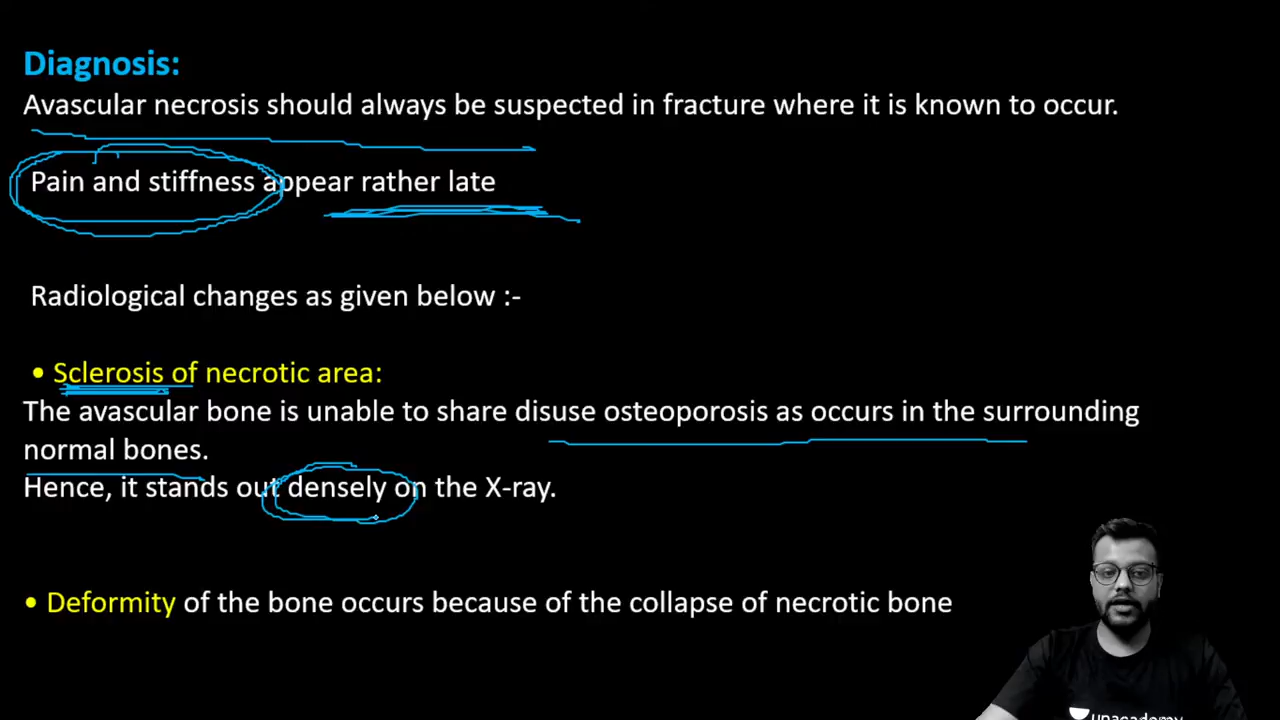 Diagnosis:
Avascular necrosis should always be suspected in fracture where it is known to occur.
Pain and stiffness appear rather late
Radiological changes as given below :-
• Sclerosis of necrotic area:
The avascular bone is unable to share disuse osteoporosis as occurs in the surrounding
normal bones.
Hence, it stands out densely on the X-ray.
• Deformity of the bone occurs because of the collapse of necrotic bone
unacademy